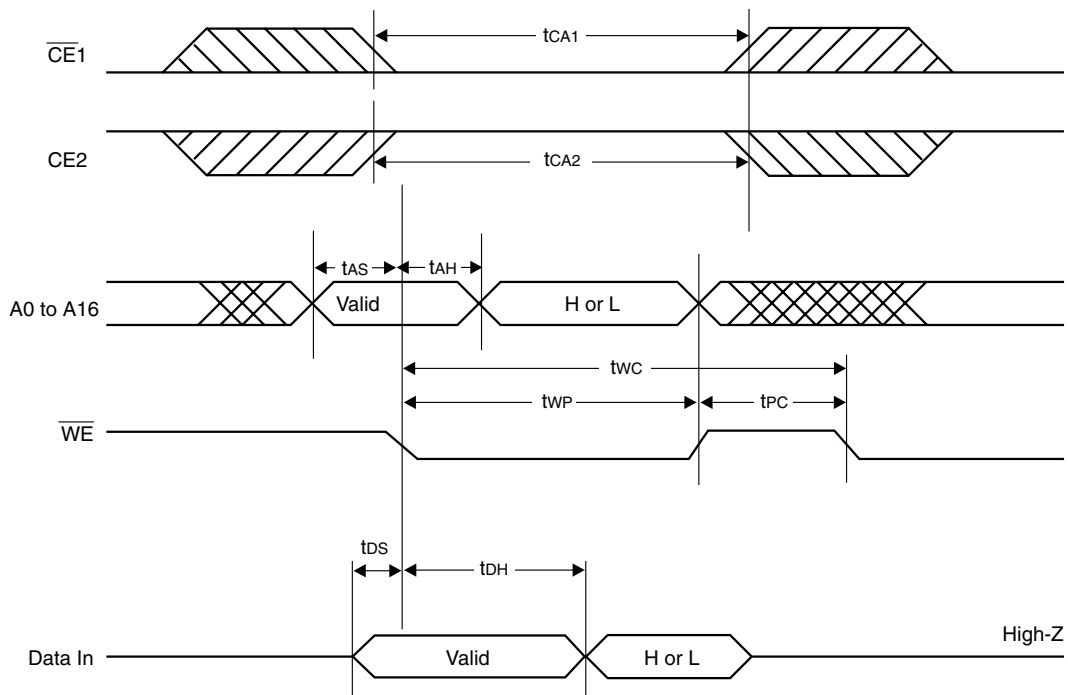 CE1
tCA1
CE2
tCA2
tAS
tAH
A0 to A16
Valid
H or L
tWC
tWP
tPC
WE
tDS
tDH
High-Z
Data In
Valid
H or L